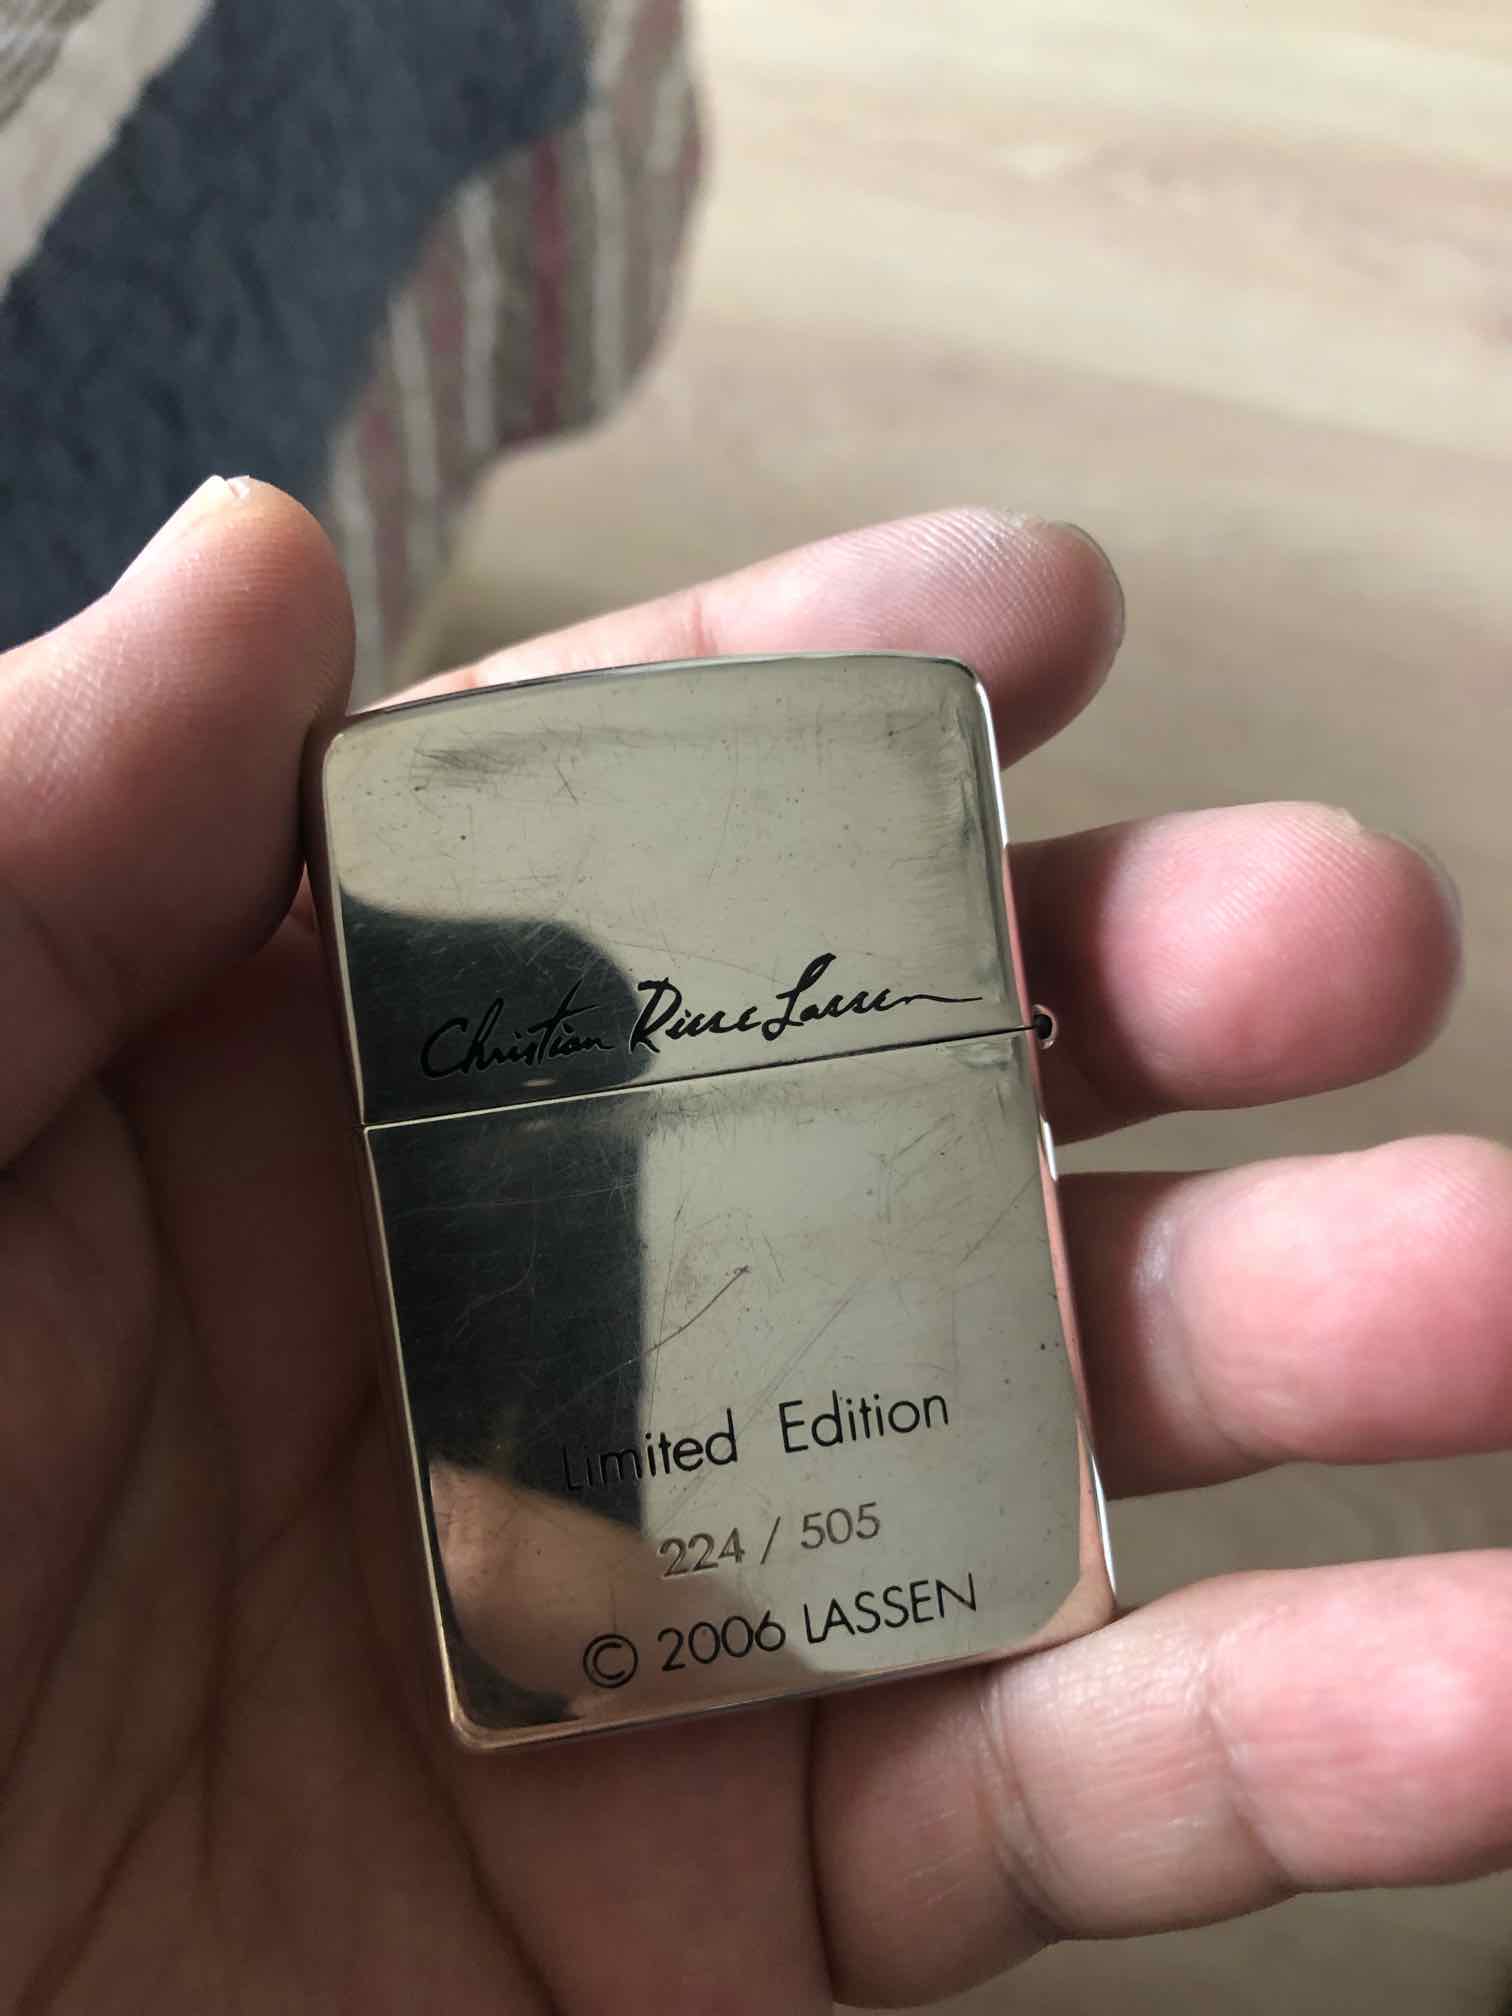 Christian Riese Lassen
Limited Edition
224 / 505
© 2006 LASSEN